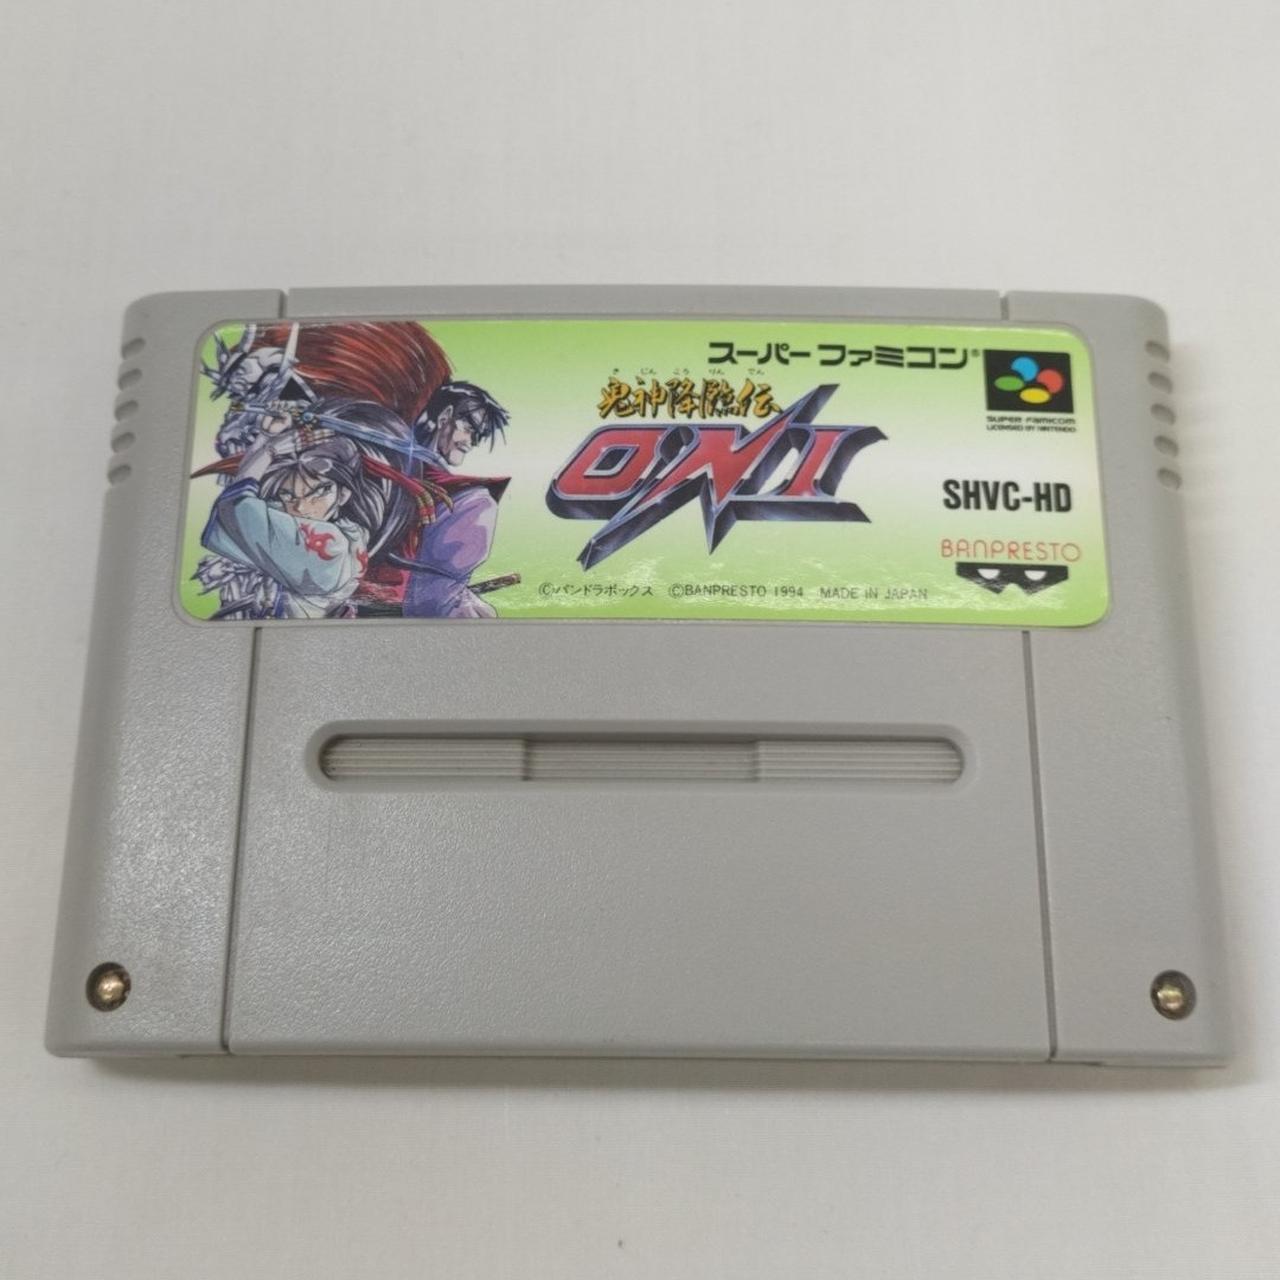 スーパーファミコン®
きじんこうりんでん
鬼神降臨伝
ONI
SUPER FAMICOM
LICENSED BY NINTENDO
SHVC-HD
BANPRESTO
©パンドラボックス ©BANPRESTO 1994 MADE IN JAPAN